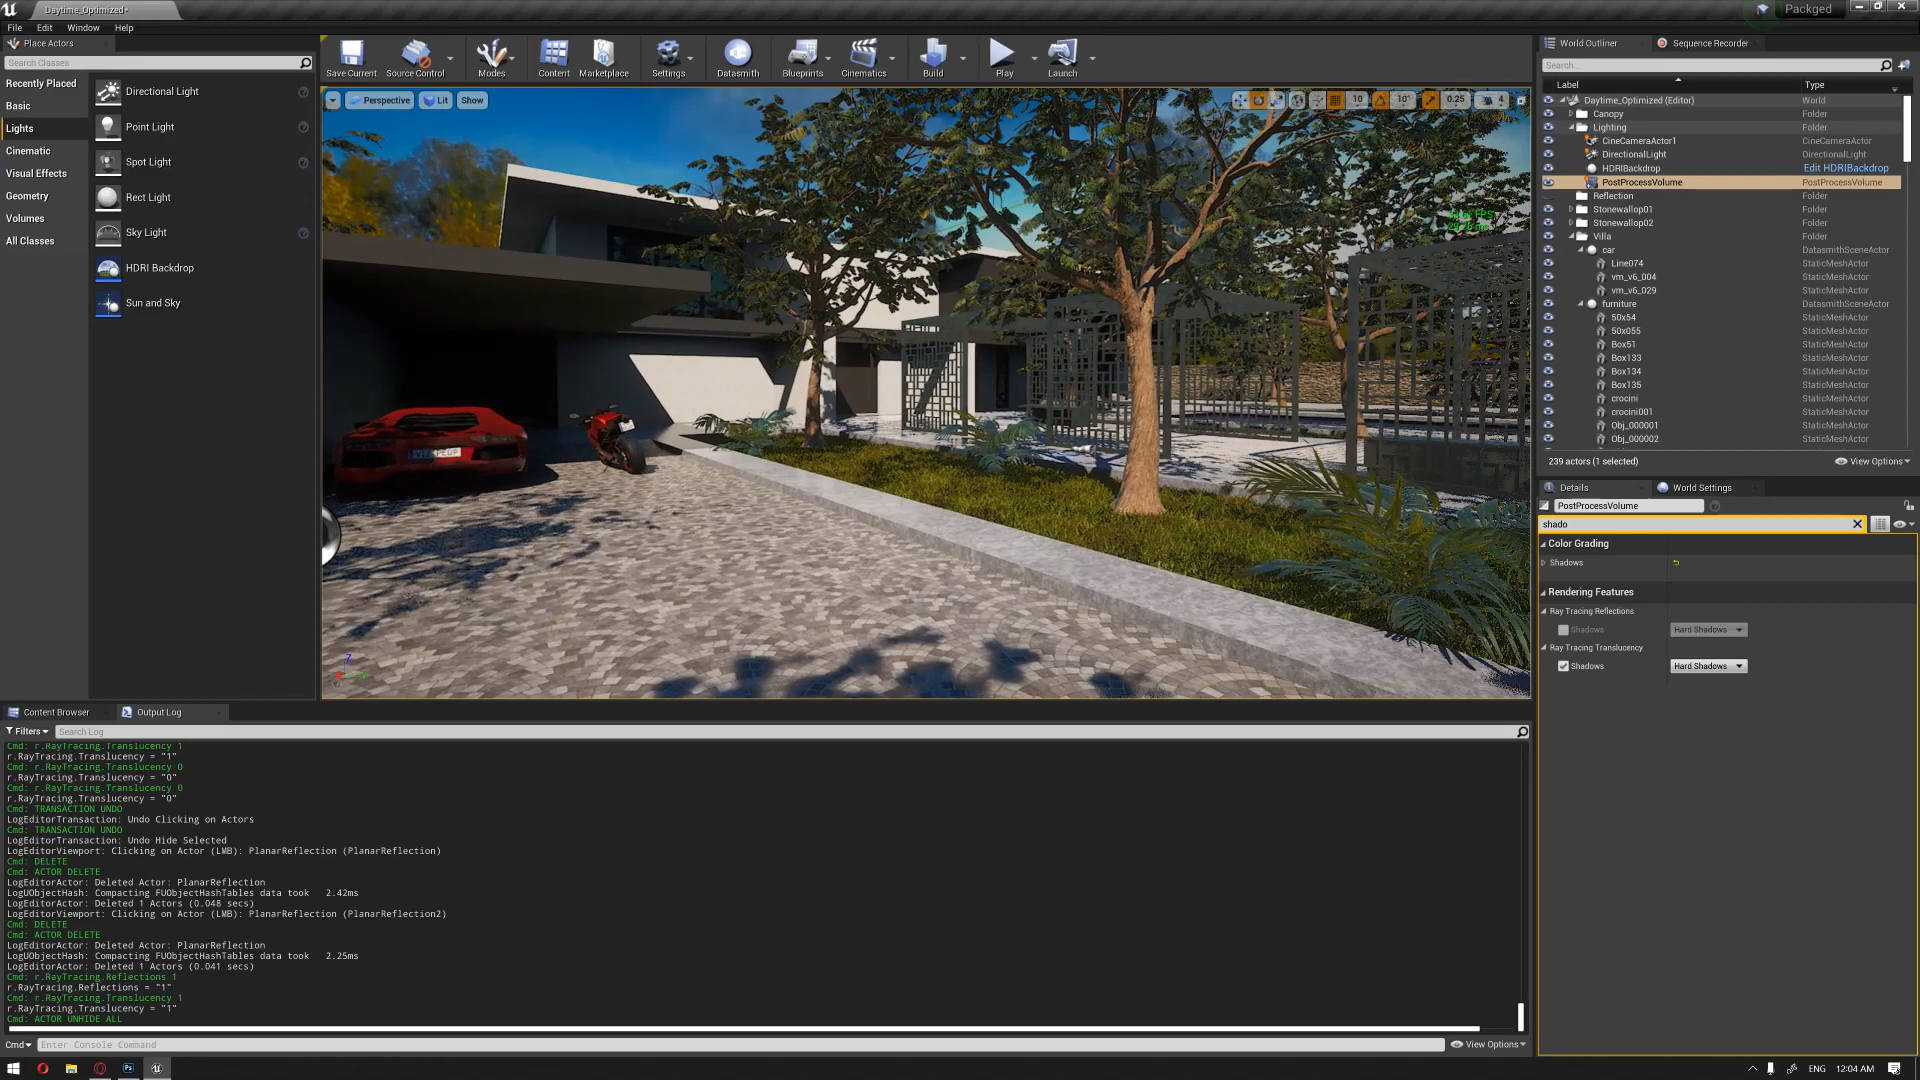 Daytime_Optimized*
Packged
File Edit Window Help
Place Actors
Search Classes
Recently Placed
Basic
Lights
Cinematic
Visual Effects
Geometry
Volumes
All Classes
Directional Light
Point Light
Spot Light
Rect Light
Sky Light
HDRI Backdrop
Sun and Sky
Save Current Source Control Modes Content Marketplace Settings Datasmith Blueprints Cinematics Build Play Launch
Perspective Lit Show
10 10° 0.25 4
Content Browser Output Log
Filters Search Log
Cmd: r.RayTracing.Translucency 1
r.RayTracing.Translucency = "1"
Cmd: r.RayTracing.Translucency 0
r.RayTracing.Translucency = "0"
Cmd: r.RayTracing.Translucency 0
r.RayTracing.Translucency = "0"
Cmd: TRANSACTION UNDO
LogEditorTransaction: Undo Clicking on Actors
Cmd: TRANSACTION UNDO
LogEditorTransaction: Undo Hide Selected
LogEditorViewport: Clicking on Actor (LMB): PlanarReflection (PlanarReflection)
Cmd: DELETE
Cmd: ACTOR DELETE
LogEditorActor: Deleted Actor: PlanarReflection
LogUObjectHash: Compacting FUObjectHashTables data took 2.42ms
LogEditorActor: Deleted 1 Actors (0.048 secs)
LogEditorViewport: Clicking on Actor (LMB): PlanarReflection (PlanarReflection2)
Cmd: DELETE
Cmd: ACTOR DELETE
LogEditorActor: Deleted Actor: PlanarReflection
LogUObjectHash: Compacting FUObjectHashTables data took 2.25ms
LogEditorActor: Deleted 1 Actors (0.041 secs)
Cmd: r.RayTracing.Reflections 1
r.RayTracing.Reflections = "1"
Cmd: r.RayTracing.Translucency 1
r.RayTracing.Translucency = "1"
Cmd: ACTOR UNHIDE ALL
Cmd Enter Console Command View Options
World Outliner Sequence Recorder
Search...
Label Type
Daytime_Optimized (Editor) World
Canopy Folder
Lighting Folder
CineCameraActor1 CineCameraActor
DirectionalLight DirectionalLight
HDRIBackdrop Edit HDRIBackdrop
PostProcessVolume PostProcessVolume
Reflection Folder
Stonewallop01 Folder
Stonewallop02 Folder
Villa Folder
car DatasmithSceneActor
Line074 StaticMeshActor
vm_v6_004 StaticMeshActor
vm_v6_029 StaticMeshActor
furniture DatasmithSceneActor
50x54 StaticMeshActor
50x055 StaticMeshActor
Box51 StaticMeshActor
Box133 StaticMeshActor
Box134 StaticMeshActor
Box135 StaticMeshActor
crocini StaticMeshActor
crocini001 StaticMeshActor
Obj_000001 StaticMeshActor
Obj_000002 StaticMeshActor
239 actors (1 selected) View Options
Details World Settings
PostProcessVolume
shado
Color Grading
Shadows
Rendering Features
Ray Tracing Reflections
Shadows Hard Shadows
Ray Tracing Translucency
Shadows Hard Shadows
ENG 12:04 AM